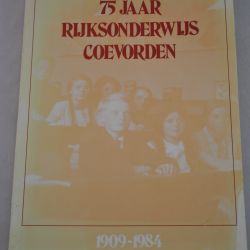 75 JAAR
RIJKSONDERWIJS
COEVORDEN
1909-1984